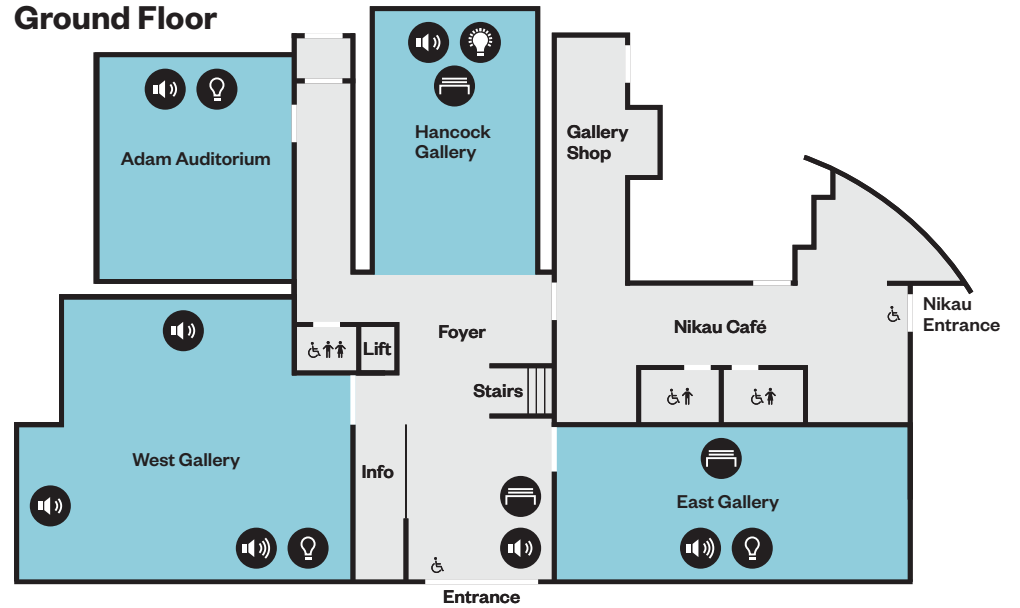 Ground Floor
Adam Auditorium
Hancock
Gallery
Gallery
Shop
Foyer
Lift
Nikau Café
Nikau
Entrance
Stairs
West Gallery
Info
East Gallery
Entrance